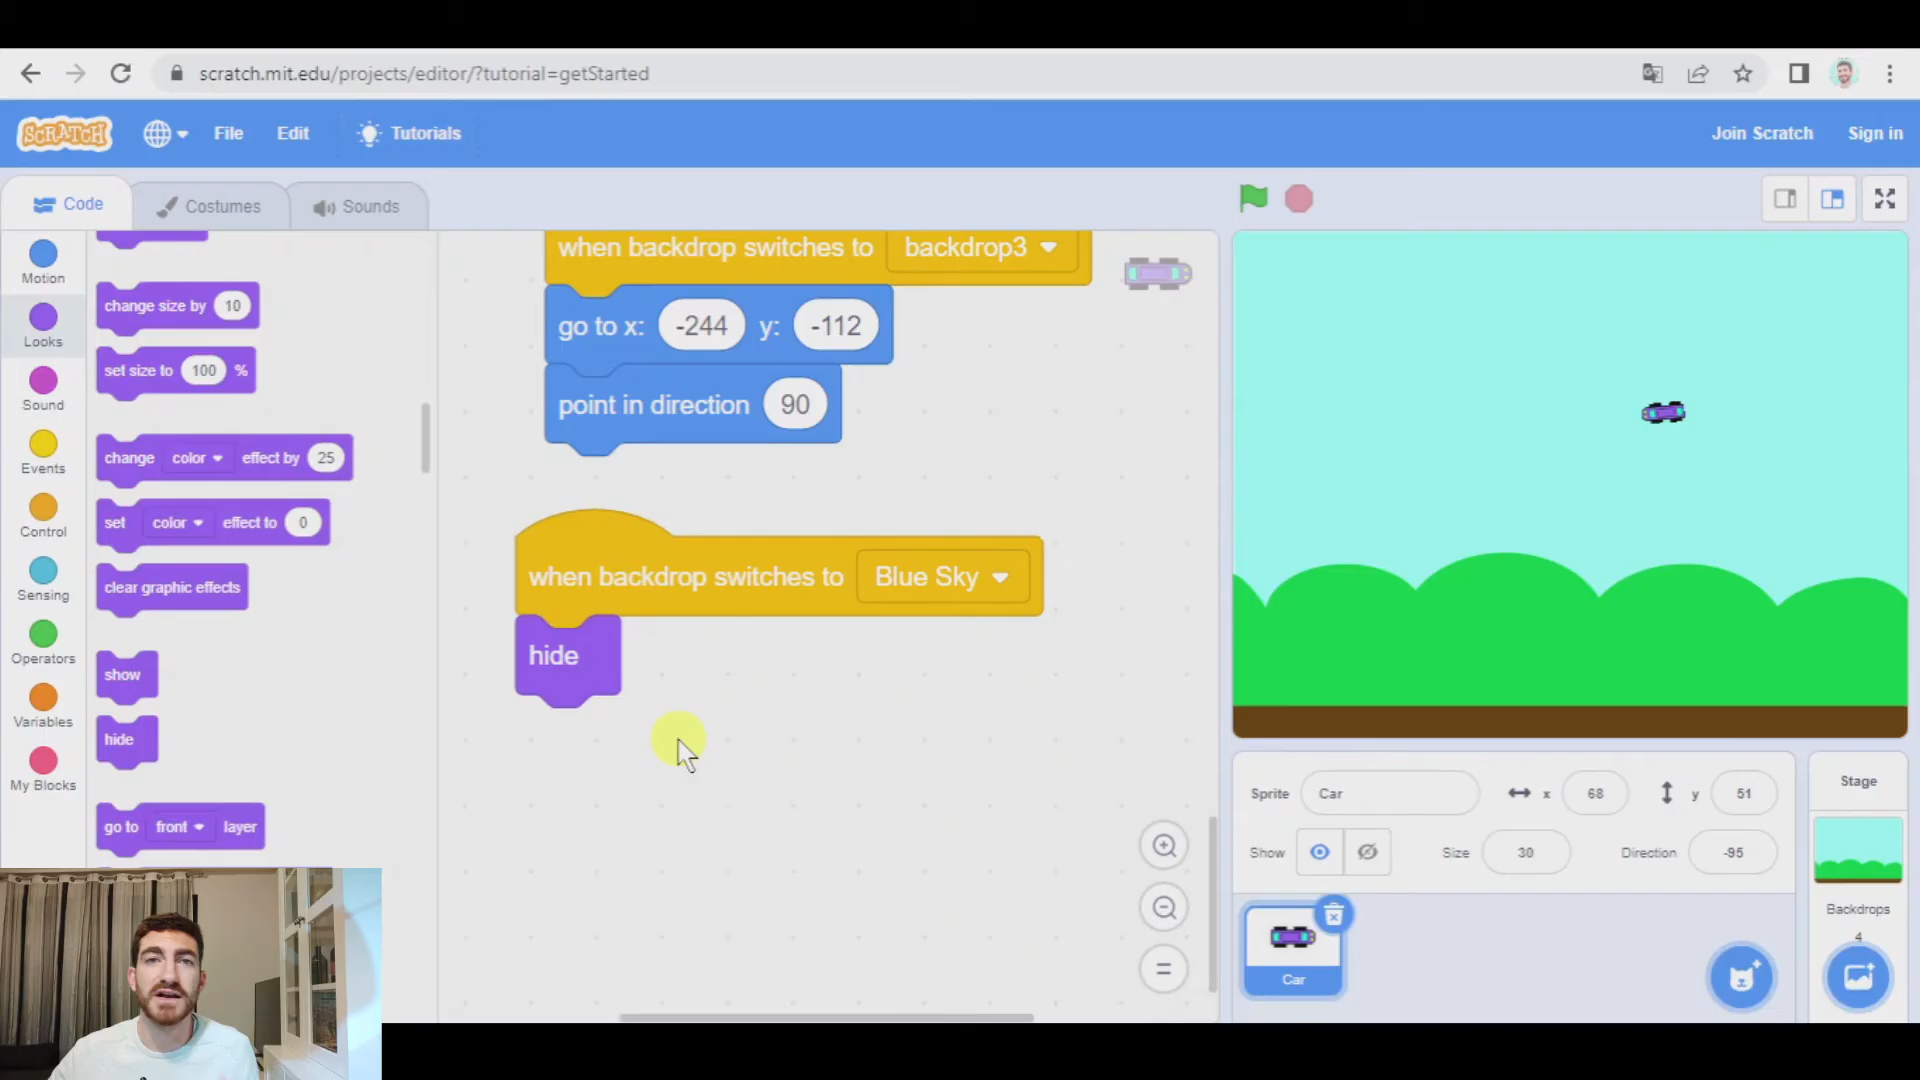 scratch.mit.edu/projects/editor/?tutorial=getStarted
SCRATCH File Edit Tutorials Join Scratch Sign in
Code Costumes Sounds
Motion
Looks
Sound
Events
Control
Sensing
Operators
Variables
My Blocks
change size by 10
set size to 100 %
change color effect by 25
set color effect to 0
clear graphic effects
show
hide
go to front layer
when backdrop switches to backdrop3
go to x: -244 y: -112
point in direction 90
when backdrop switches to Blue Sky
hide
Sprite Car x 68 y 51
Show Size 30 Direction -95
Car
Stage
Backdrops
4